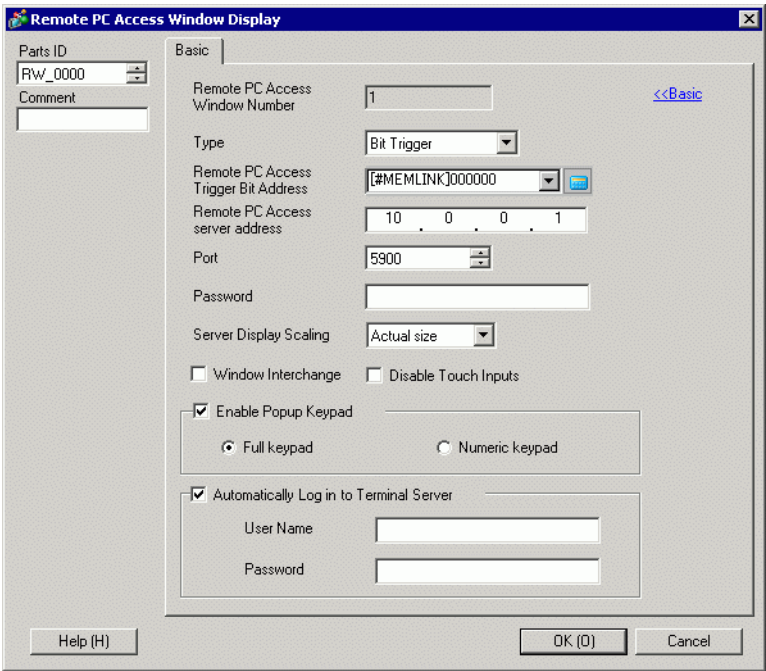 Remote PC Access Window Display
Parts ID
RW_0000
Comment
Basic
Remote PC Access
Window Number
1
<<Basic
Type
Bit Trigger
Remote PC Access
Trigger Bit Address
[#MEMLINK]000000
Remote PC Access
server address
10 . 0 . 0 . 1
Port
5900
Password
Server Display Scaling
Actual size
Window Interchange
Disable Touch Inputs
Enable Popup Keypad
Full keypad
Numeric keypad
Automatically Log in to Terminal Server
User Name
Password
Help (H)
OK (O)
Cancel